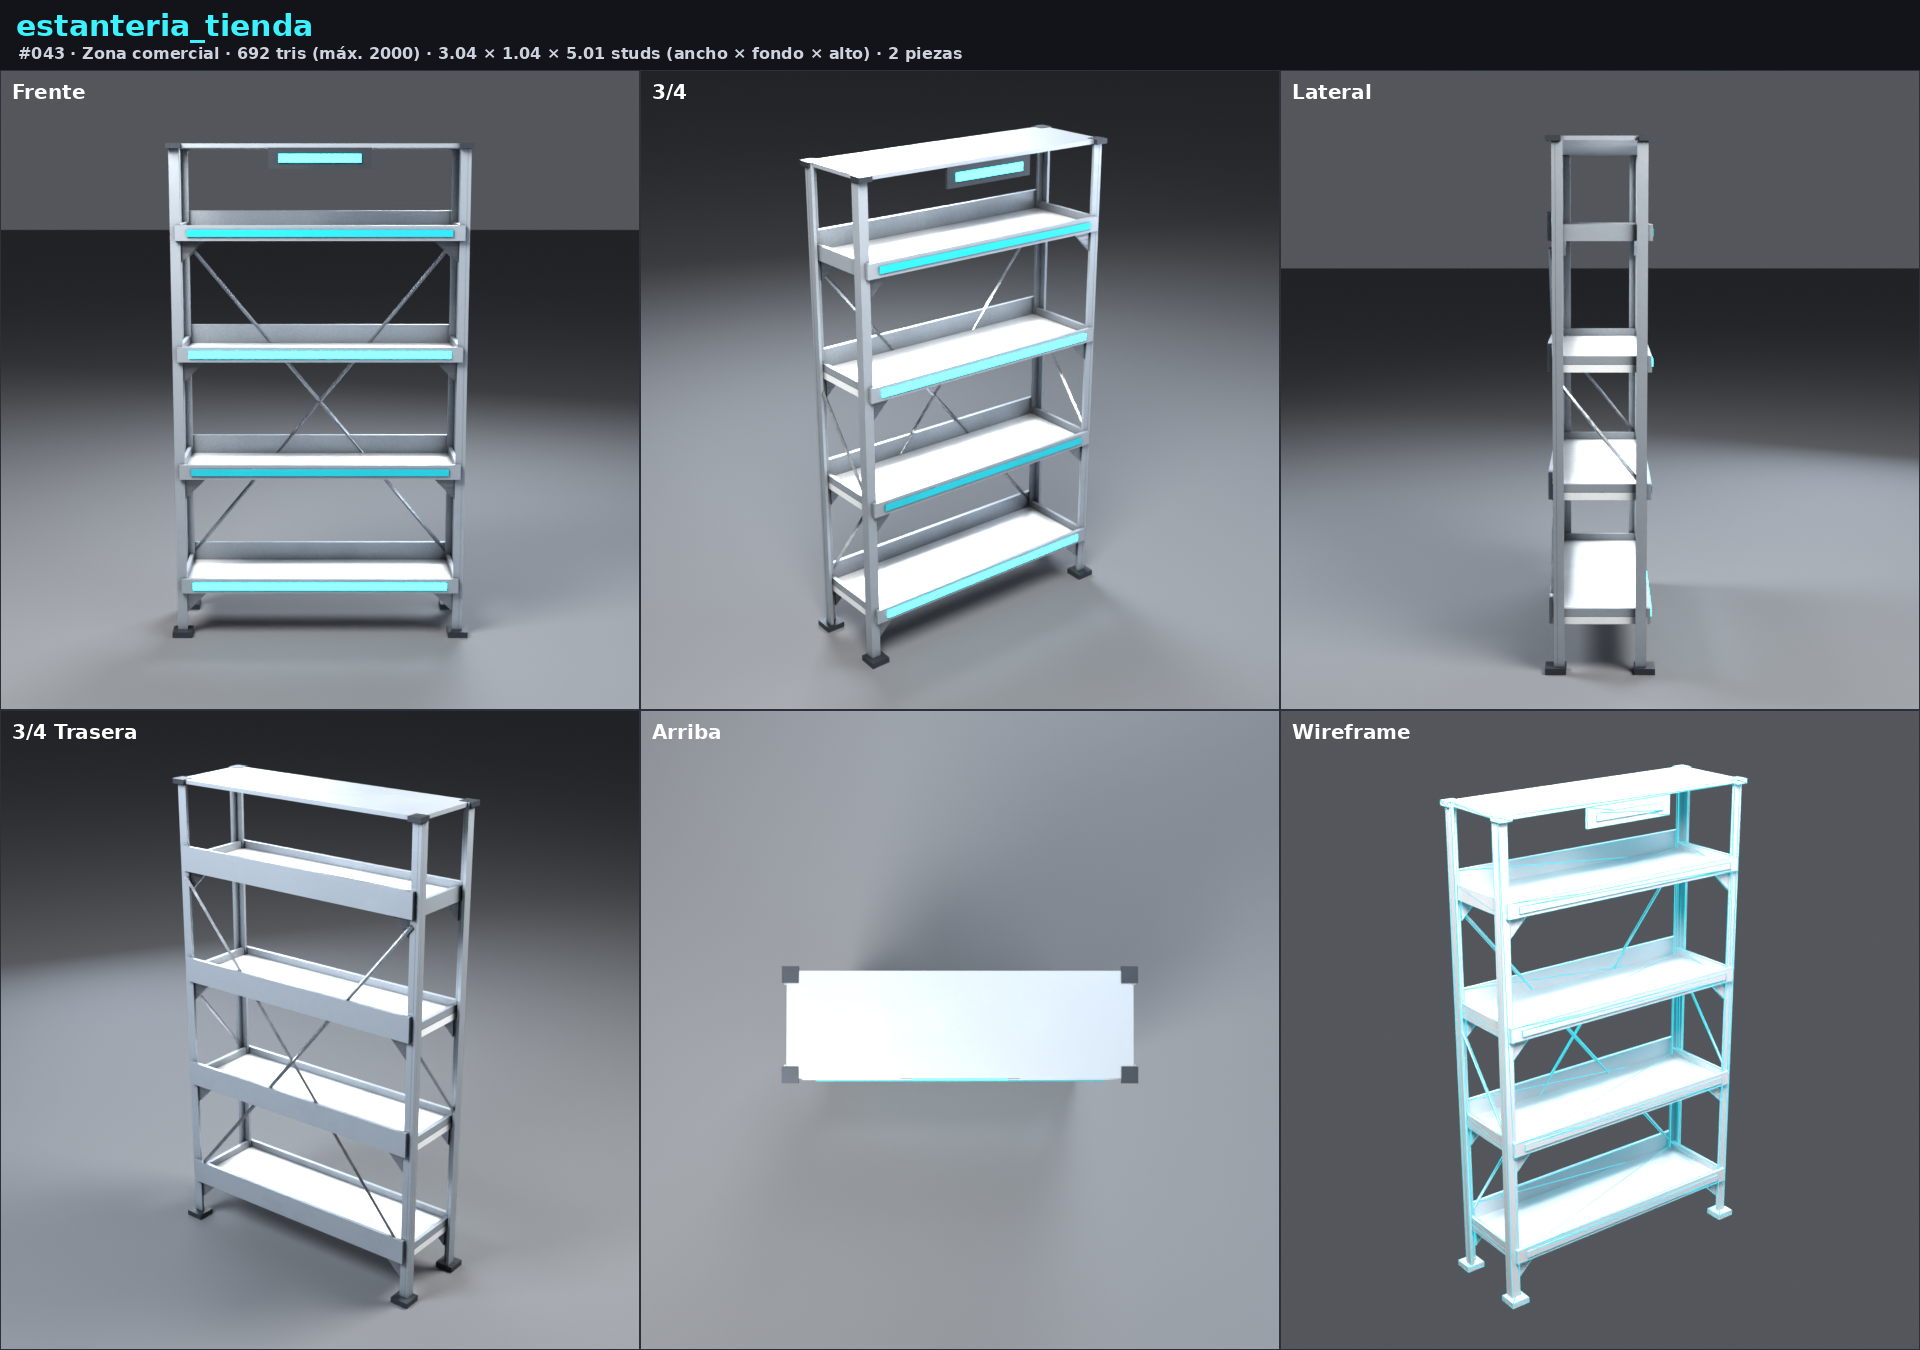 estanteria_tienda
#043 · Zona comercial · 692 tris (máx. 2000) · 3.04 × 1.04 × 5.01 studs (ancho × fondo × alto) · 2 piezas
Frente
3/4
Lateral
3/4 Trasera
Arriba
Wireframe